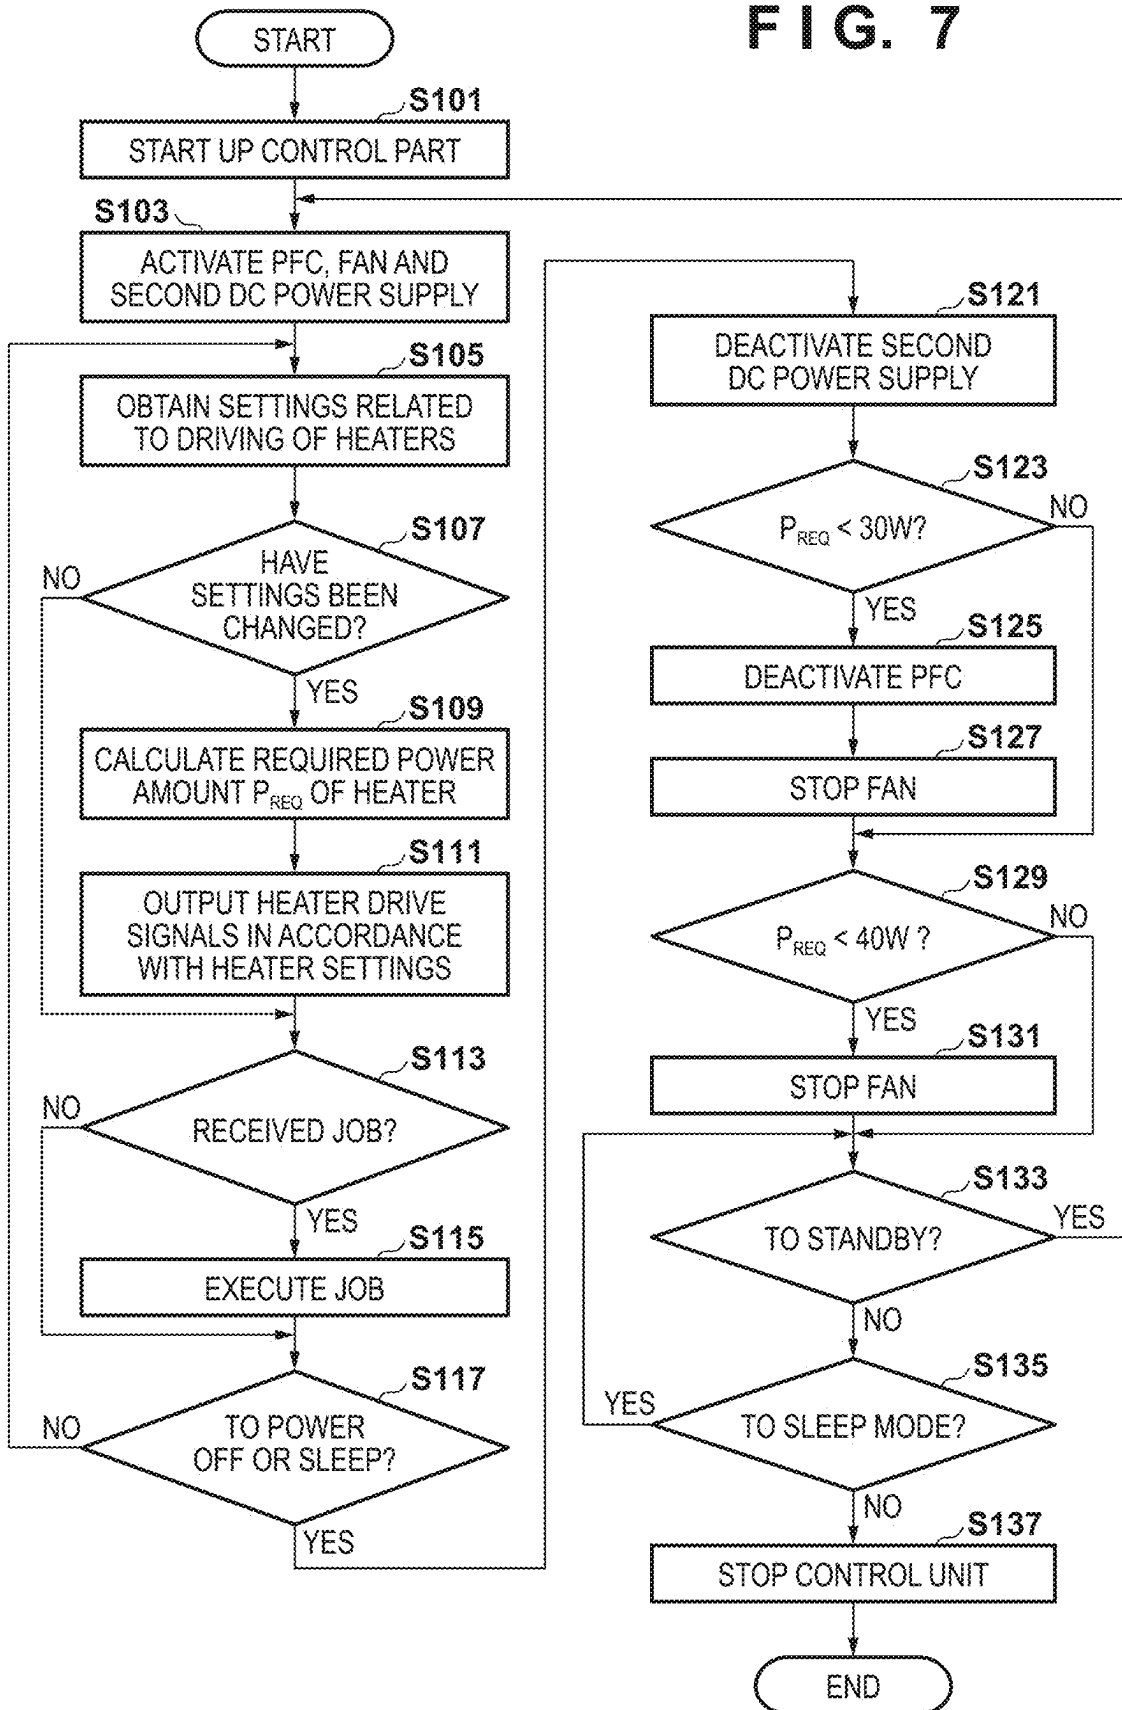 FIG. 7
START
S101
START UP CONTROL PART
S103
ACTIVATE PFC, FAN AND
SECOND DC POWER SUPPLY
S105
OBTAIN SETTINGS RELATED
TO DRIVING OF HEATERS
S107
HAVE
SETTINGS BEEN
CHANGED?
NO
YES
S109
CALCULATE REQUIRED POWER
AMOUNT PREQ OF HEATER
S111
OUTPUT HEATER DRIVE
SIGNALS IN ACCORDANCE
WITH HEATER SETTINGS
S113
RECEIVED JOB?
NO
YES
S115
EXECUTE JOB
S117
TO POWER
OFF OR SLEEP?
NO
YES
S121
DEACTIVATE SECOND
DC POWER SUPPLY
S123
PREQ < 30W?
NO
YES
S125
DEACTIVATE PFC
S127
STOP FAN
S129
PREQ < 40W ?
NO
YES
S131
STOP FAN
S133
TO STANDBY?
YES
NO
S135
TO SLEEP MODE?
YES
NO
S137
STOP CONTROL UNIT
END